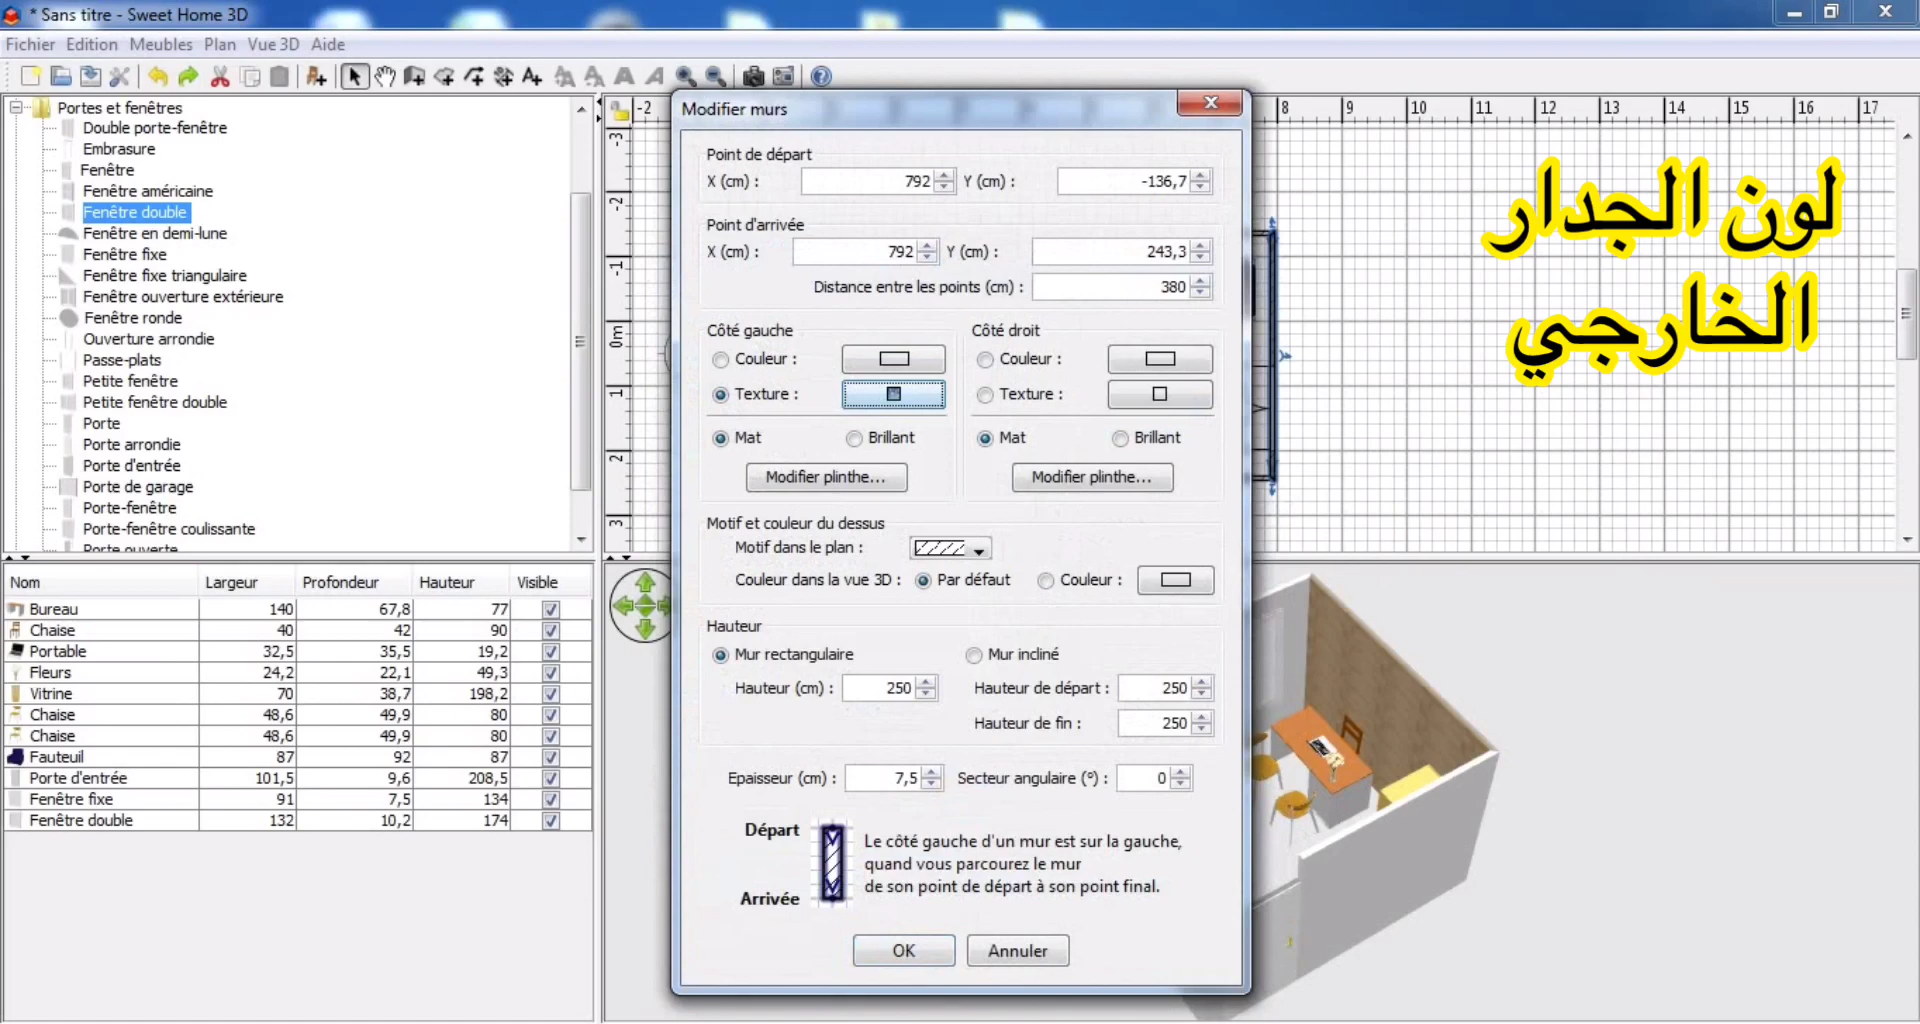 * Sans titre - Sweet Home 3D
Fichier Edition Meubles Plan Vue 3D Aide
Portes et fenêtres
Double porte-fenêtre
Embrasure
Fenêtre
Fenêtre américaine
Fenêtre double
Fenêtre en demi-lune
Fenêtre fixe
Fenêtre fixe triangulaire
Fenêtre ouverture extérieure
Fenêtre ronde
Ouverture arrondie
Passe-plats
Petite fenêtre
Petite fenêtre double
Porte
Porte arrondie
Porte d'entrée
Porte de garage
Porte-fenêtre
Porte-fenêtre coulissante
Porte ouverte
Nom Largeur Profondeur Hauteur Visible
Bureau 140 67,8 77
Chaise 40 42 90
Portable 32,5 35,5 19,2
Fleurs 24,2 22,1 49,3
Vitrine 70 38,7 198,2
Chaise 48,6 49,9 80
Chaise 48,6 49,9 80
Fauteuil 87 92 87
Porte d'entrée 101,5 9,6 208,5
Fenêtre fixe 91 7,5 134
Fenêtre double 132 10,2 174
-2 8 9 10 11 12 13 14 15 16 17
-3
-2
-1
0m
1
2
3
Modifier murs
Point de départ
X (cm) : 792 Y (cm) : -136,7
Point d'arrivée
X (cm) : 792 Y (cm) : 243,3
Distance entre les points (cm) : 380
Côté gauche Côté droit
Couleur : Couleur :
Texture : Texture :
Mat Brillant Mat Brillant
Modifier plinthe... Modifier plinthe...
Motif et couleur du dessus
Motif dans le plan :
Couleur dans la vue 3D : Par défaut Couleur :
Hauteur
Mur rectangulaire Mur incliné
Hauteur (cm) : 250 Hauteur de départ : 250
Hauteur de fin : 250
Epaisseur (cm) : 7,5 Secteur angulaire (°) : 0
Départ
Arrivée
Le côté gauche d'un mur est sur la gauche,
quand vous parcourez le mur
de son point de départ à son point final.
OK Annuler
لون الجدار
الخارجي